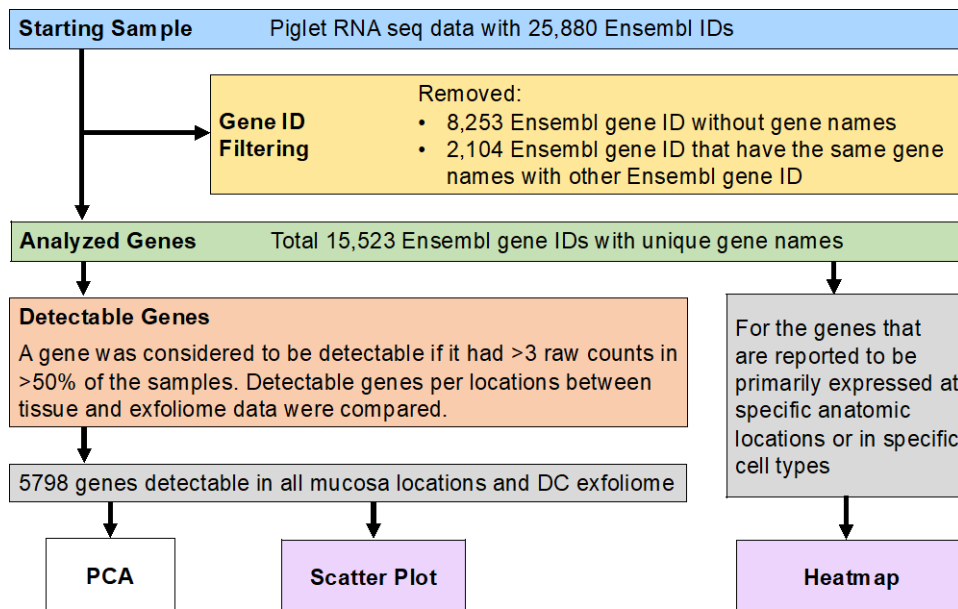 Starting Sample Piglet RNA seq data with 25,880 Ensembl IDs
Removed:
Gene ID Filtering
• 8,253 Ensembl gene ID without gene names
• 2,104 Ensembl gene ID that have the same gene
names with other Ensembl gene ID
Analyzed Genes Total 15,523 Ensembl gene IDs with unique gene names
Detectable Genes
A gene was considered to be detectable if it had >3 raw counts in
>50% of the samples. Detectable genes per locations between
tissue and exfoliome data were compared.
For the genes that
are reported to be
primarily expressed at
specific anatomic
locations or in specific
cell types
5798 genes detectable in all mucosa locations and DC exfoliome
PCA
Scatter Plot
Heatmap